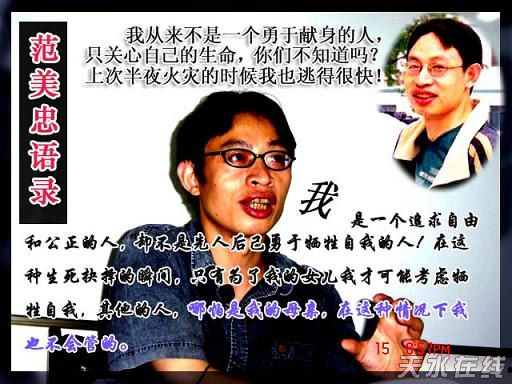 范美忠语录
我从来不是一个勇于献身的人，
只关心自己的生命，你们不知道吗？
上次半夜火灾的时候我也逃得很快！
我是一个追求自由
和公正的人，却不是先人后己勇于牺牲自我的人！在这
种生死抉择的瞬间，只有为了我的女儿我才可能考虑牺
牲自我，其他的人，哪怕是我的母亲，在这种情况下我
也不会管的。
天水在线